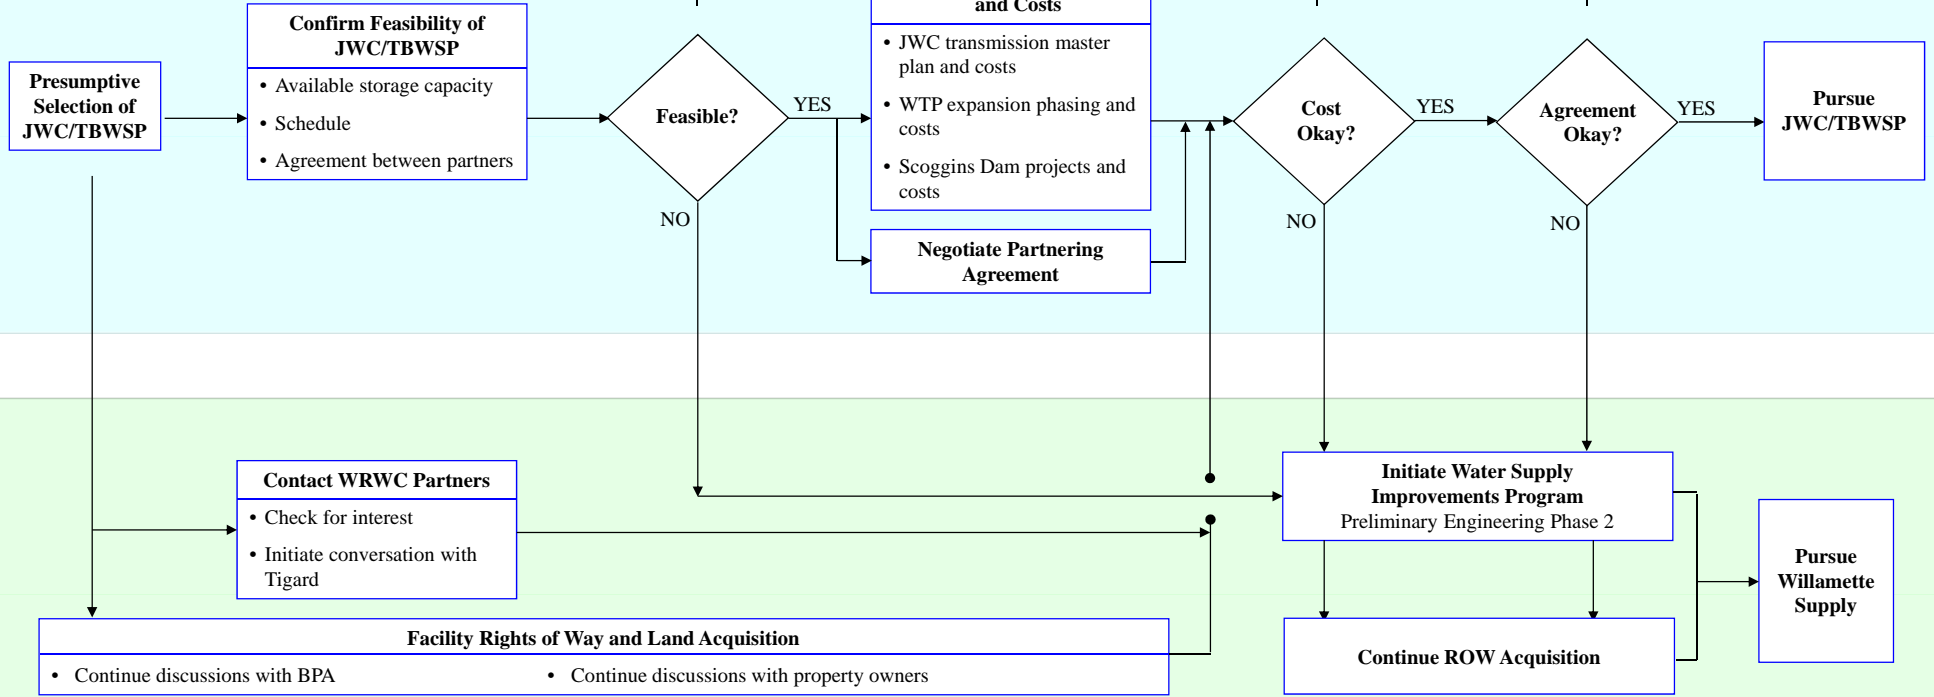 Presumptive
Selection of
JWC/TBWSP
Confirm Feasibility of
JWC/TBWSP
• Available storage capacity
• Schedule
• Agreement between partners
Feasible?
YES
NO
and Costs
• JWC transmission master
plan and costs
• WTP expansion phasing and
costs
• Scoggins Dam projects and
costs
Negotiate Partnering
Agreement
Cost
Okay?
YES
NO
Agreement
Okay?
YES
NO
Pursue
JWC/TBWSP
Contact WRWC Partners
• Check for interest
• Initiate conversation with
Tigard
Initiate Water Supply
Improvements Program
Preliminary Engineering Phase 2
Pursue
Willamette
Supply
Facility Rights of Way and Land Acquisition
• Continue discussions with BPA
• Continue discussions with property owners
Continue ROW Acquisition